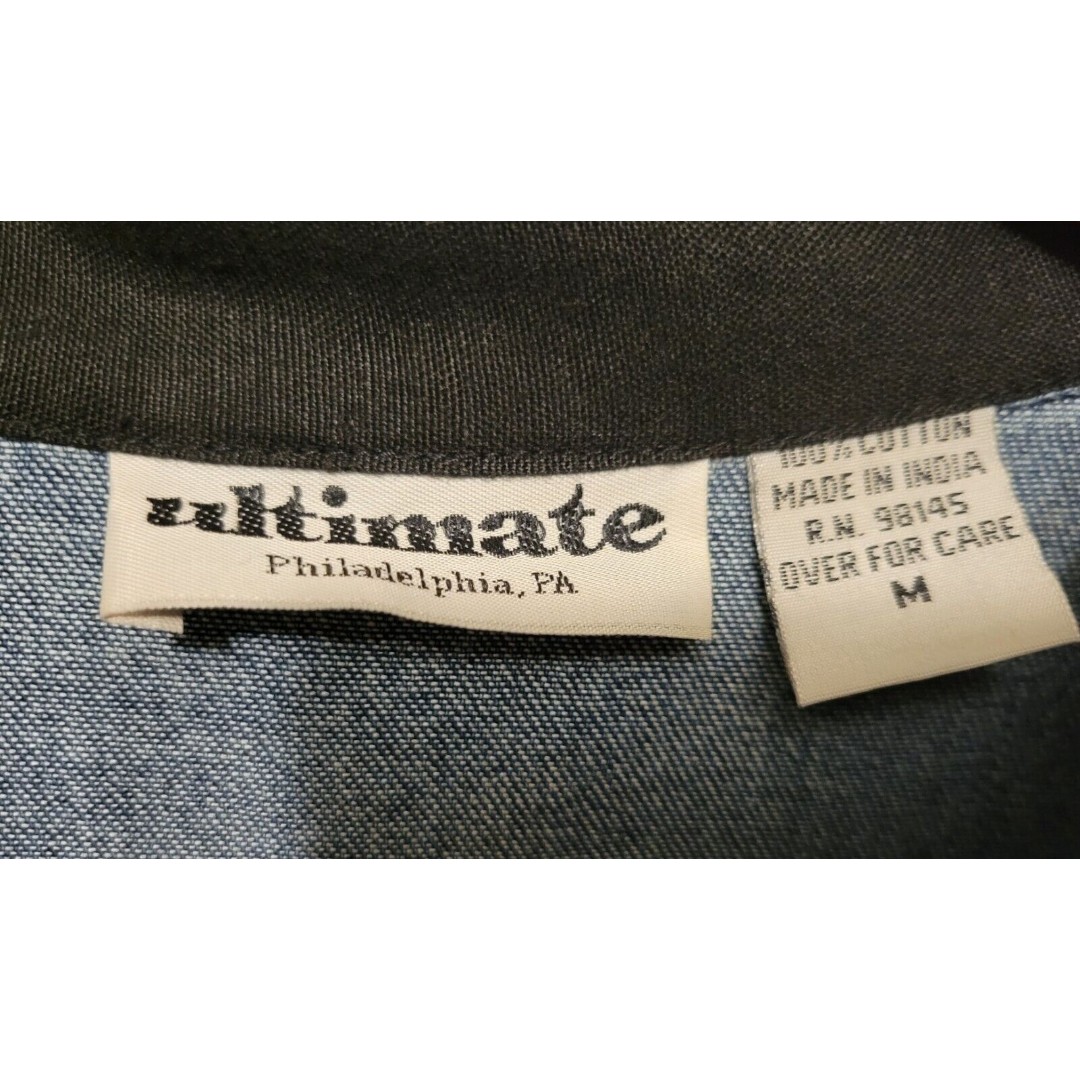 ultimate
Philadelphia, PA
100% COTTON
MADE IN INDIA
R.N. 98145
OVER FOR CARE
M